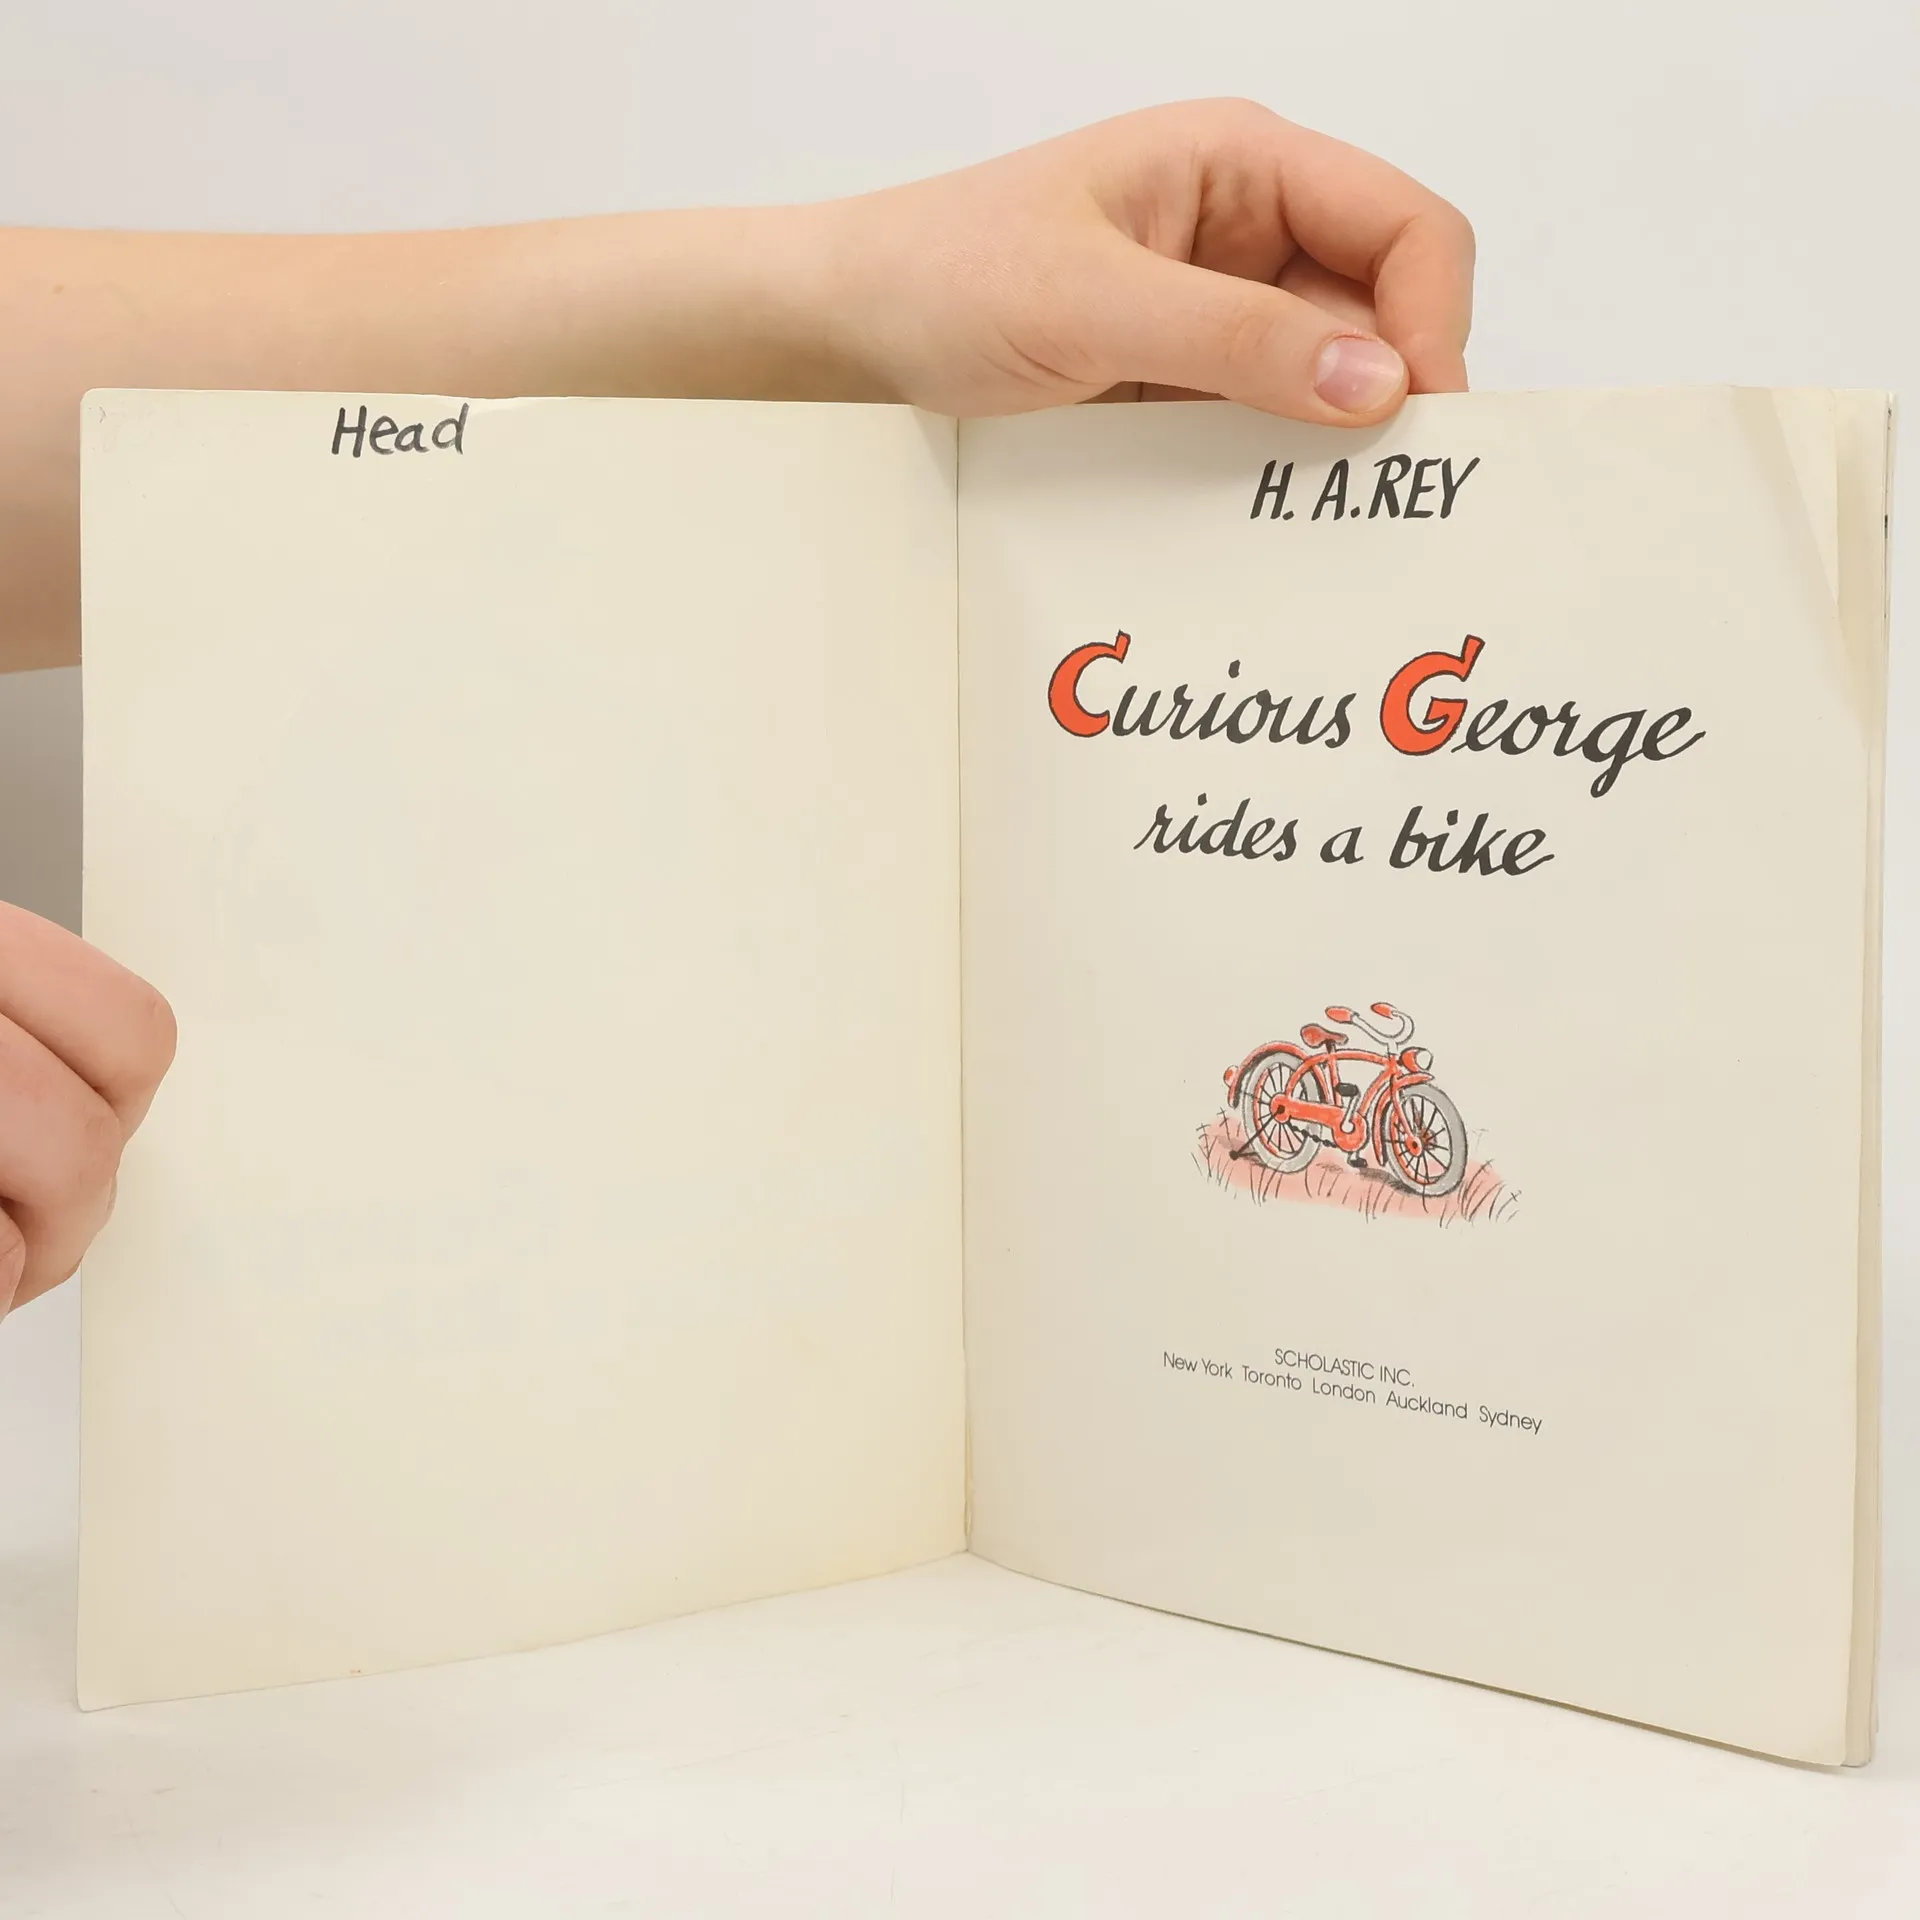 Head
H. A. REY
Curious George
rides a bike
SCHOLASTIC INC.
New York Toronto London Auckland Sydney